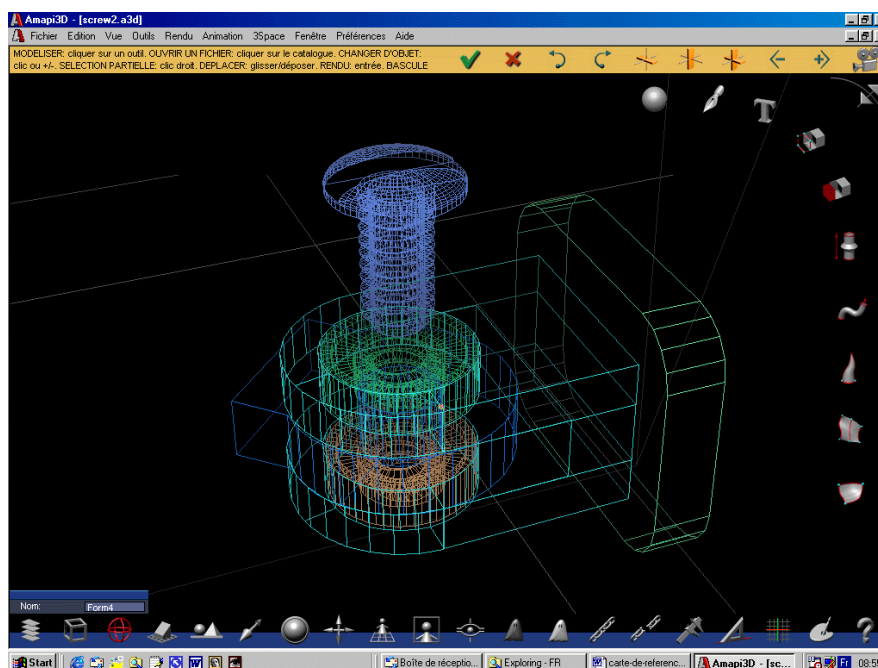 Amapi3D - [screw2.a3d]
Fichier Edition Vue Outils Rendu Animation 3Space Fenêtre Préférences Aide
MODELISER: cliquer sur un outil. OUVRIR UN FICHIER: cliquer sur le catalogue. CHANGER D'OBJET:
clic ou +/-. SELECTION PARTIELLE: clic droit. DEPLACER: glisser/déposer. RENDU: entrée. BASCULE
T
Nom: Form4
Start Boîte de réceptio... Exploring - FR carte-de-referenc... Amapi3D - [sc... Fr